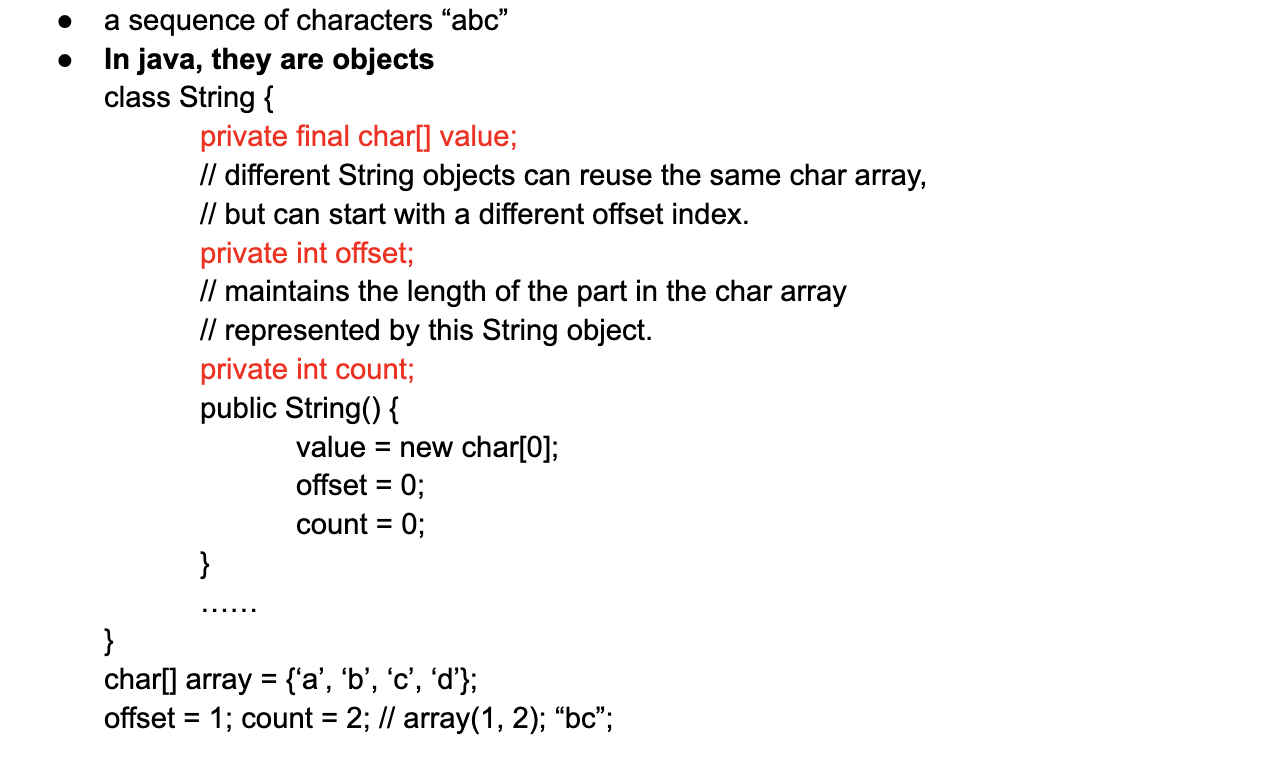 ● a sequence of characters “abc”
● In java, they are objects
class String {
private final char[] value;
// different String objects can reuse the same char array,
// but can start with a different offset index.
private int offset;
// maintains the length of the part in the char array
// represented by this String object.
private int count;
public String() {
value = new char[0];
offset = 0;
count = 0;
}
……
}
char[] array = {‘a’, ‘b’, ‘c’, ‘d’};
offset = 1; count = 2; // array(1, 2); “bc”;